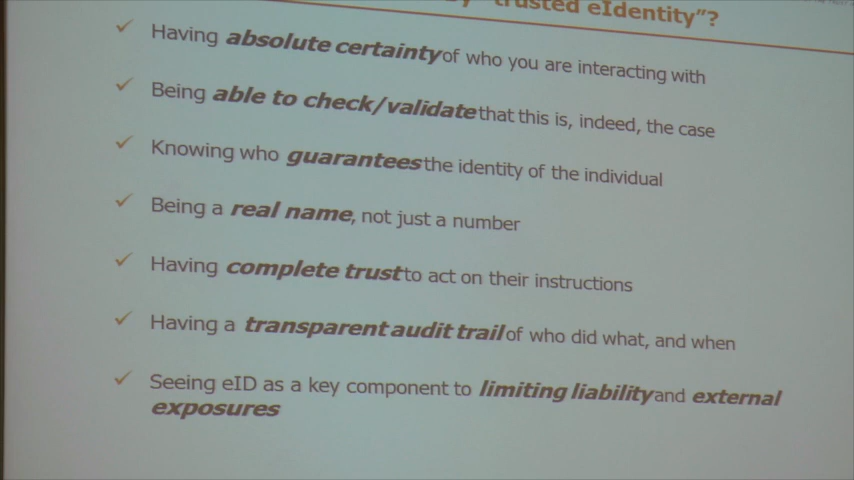 "trusted eIdentity"?
Having absolute certainty of who you are interacting with
Being able to check/validate that this is, indeed, the case
Knowing who guarantees the identity of the individual
Being a real name, not just a number
Having complete trust to act on their instructions
Having a transparent audit trail of who did what, and when
Seeing eID as a key component to limiting liability and external
exposures